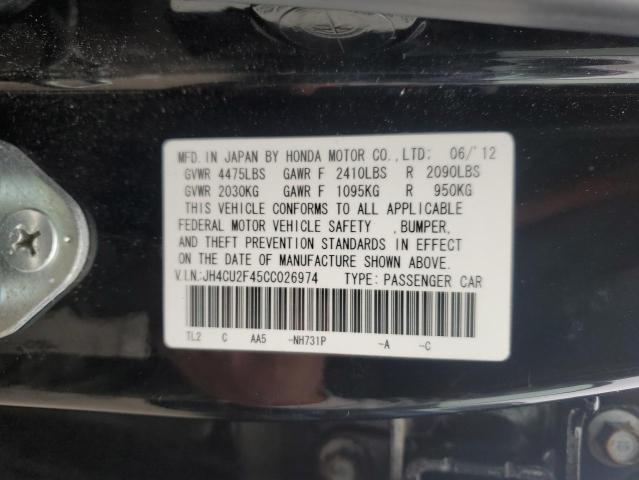 MFD. IN JAPAN BY HONDA MOTOR CO., LTD: 06/'12
GVWR 4475LBS GAWR F 2410LBS R 2090LBS
GVWR 2030KG GAWR F 1095KG R 950KG
THIS VEHICLE CONFORMS TO ALL APPLICABLE
FEDERAL MOTOR VEHICLE SAFETY , BUMPER,
AND THEFT PREVENTION STANDARDS IN EFFECT
ON THE DATE OF MANUFACTURE SHOWN ABOVE.
V.I.N:JH4CU2F45CC026974 TYPE: PASSENGER CAR
TL2 C AA5 -NH731P -A -C